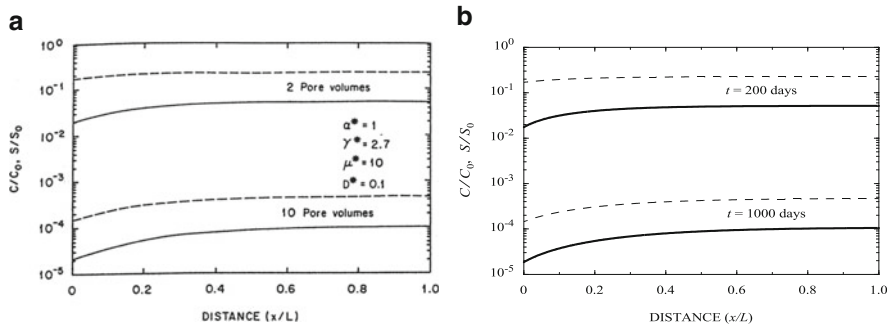 a
10⁰
10⁻¹
10⁻²
10⁻³
10⁻⁴
10⁻⁵
C/C₀, S/S₀
2 Pore volumes
α* = 1
γ* = 2.7
μ* = 10
D* = 0.1
10 Pore volumes
0 0.2 0.4 0.6 0.8 1.0
DISTANCE (x/L)
b
10⁰
10⁻¹
10⁻²
10⁻³
10⁻⁴
10⁻⁵
C/C₀, S/S₀
t = 200 days
t = 1000 days
0 0.2 0.4 0.6 0.8 1.0
DISTANCE (x/L)